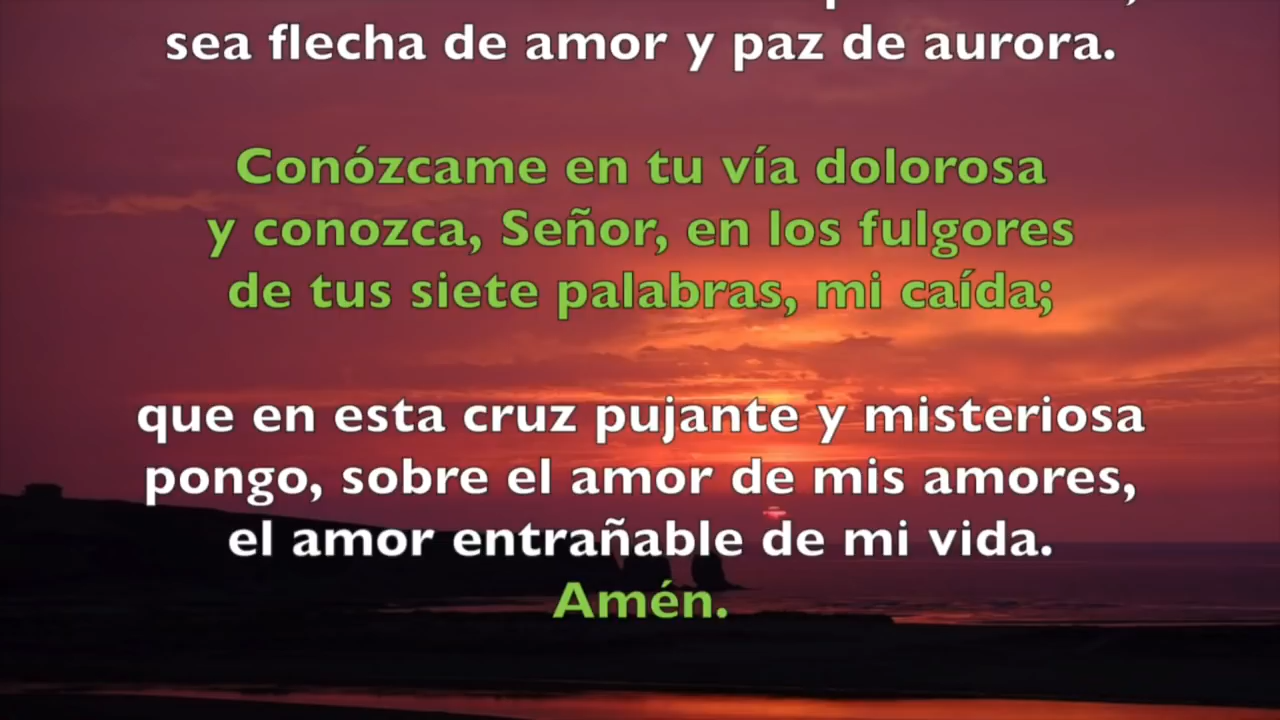 sea flecha de amor y paz de aurora.
Conózcame en tu vía dolorosa
y conozca, Señor, en los fulgores
de tus siete palabras, mi caída;
que en esta cruz pujante y misteriosa
pongo, sobre el amor de mis amores,
el amor entrañable de mi vida.
Amén.